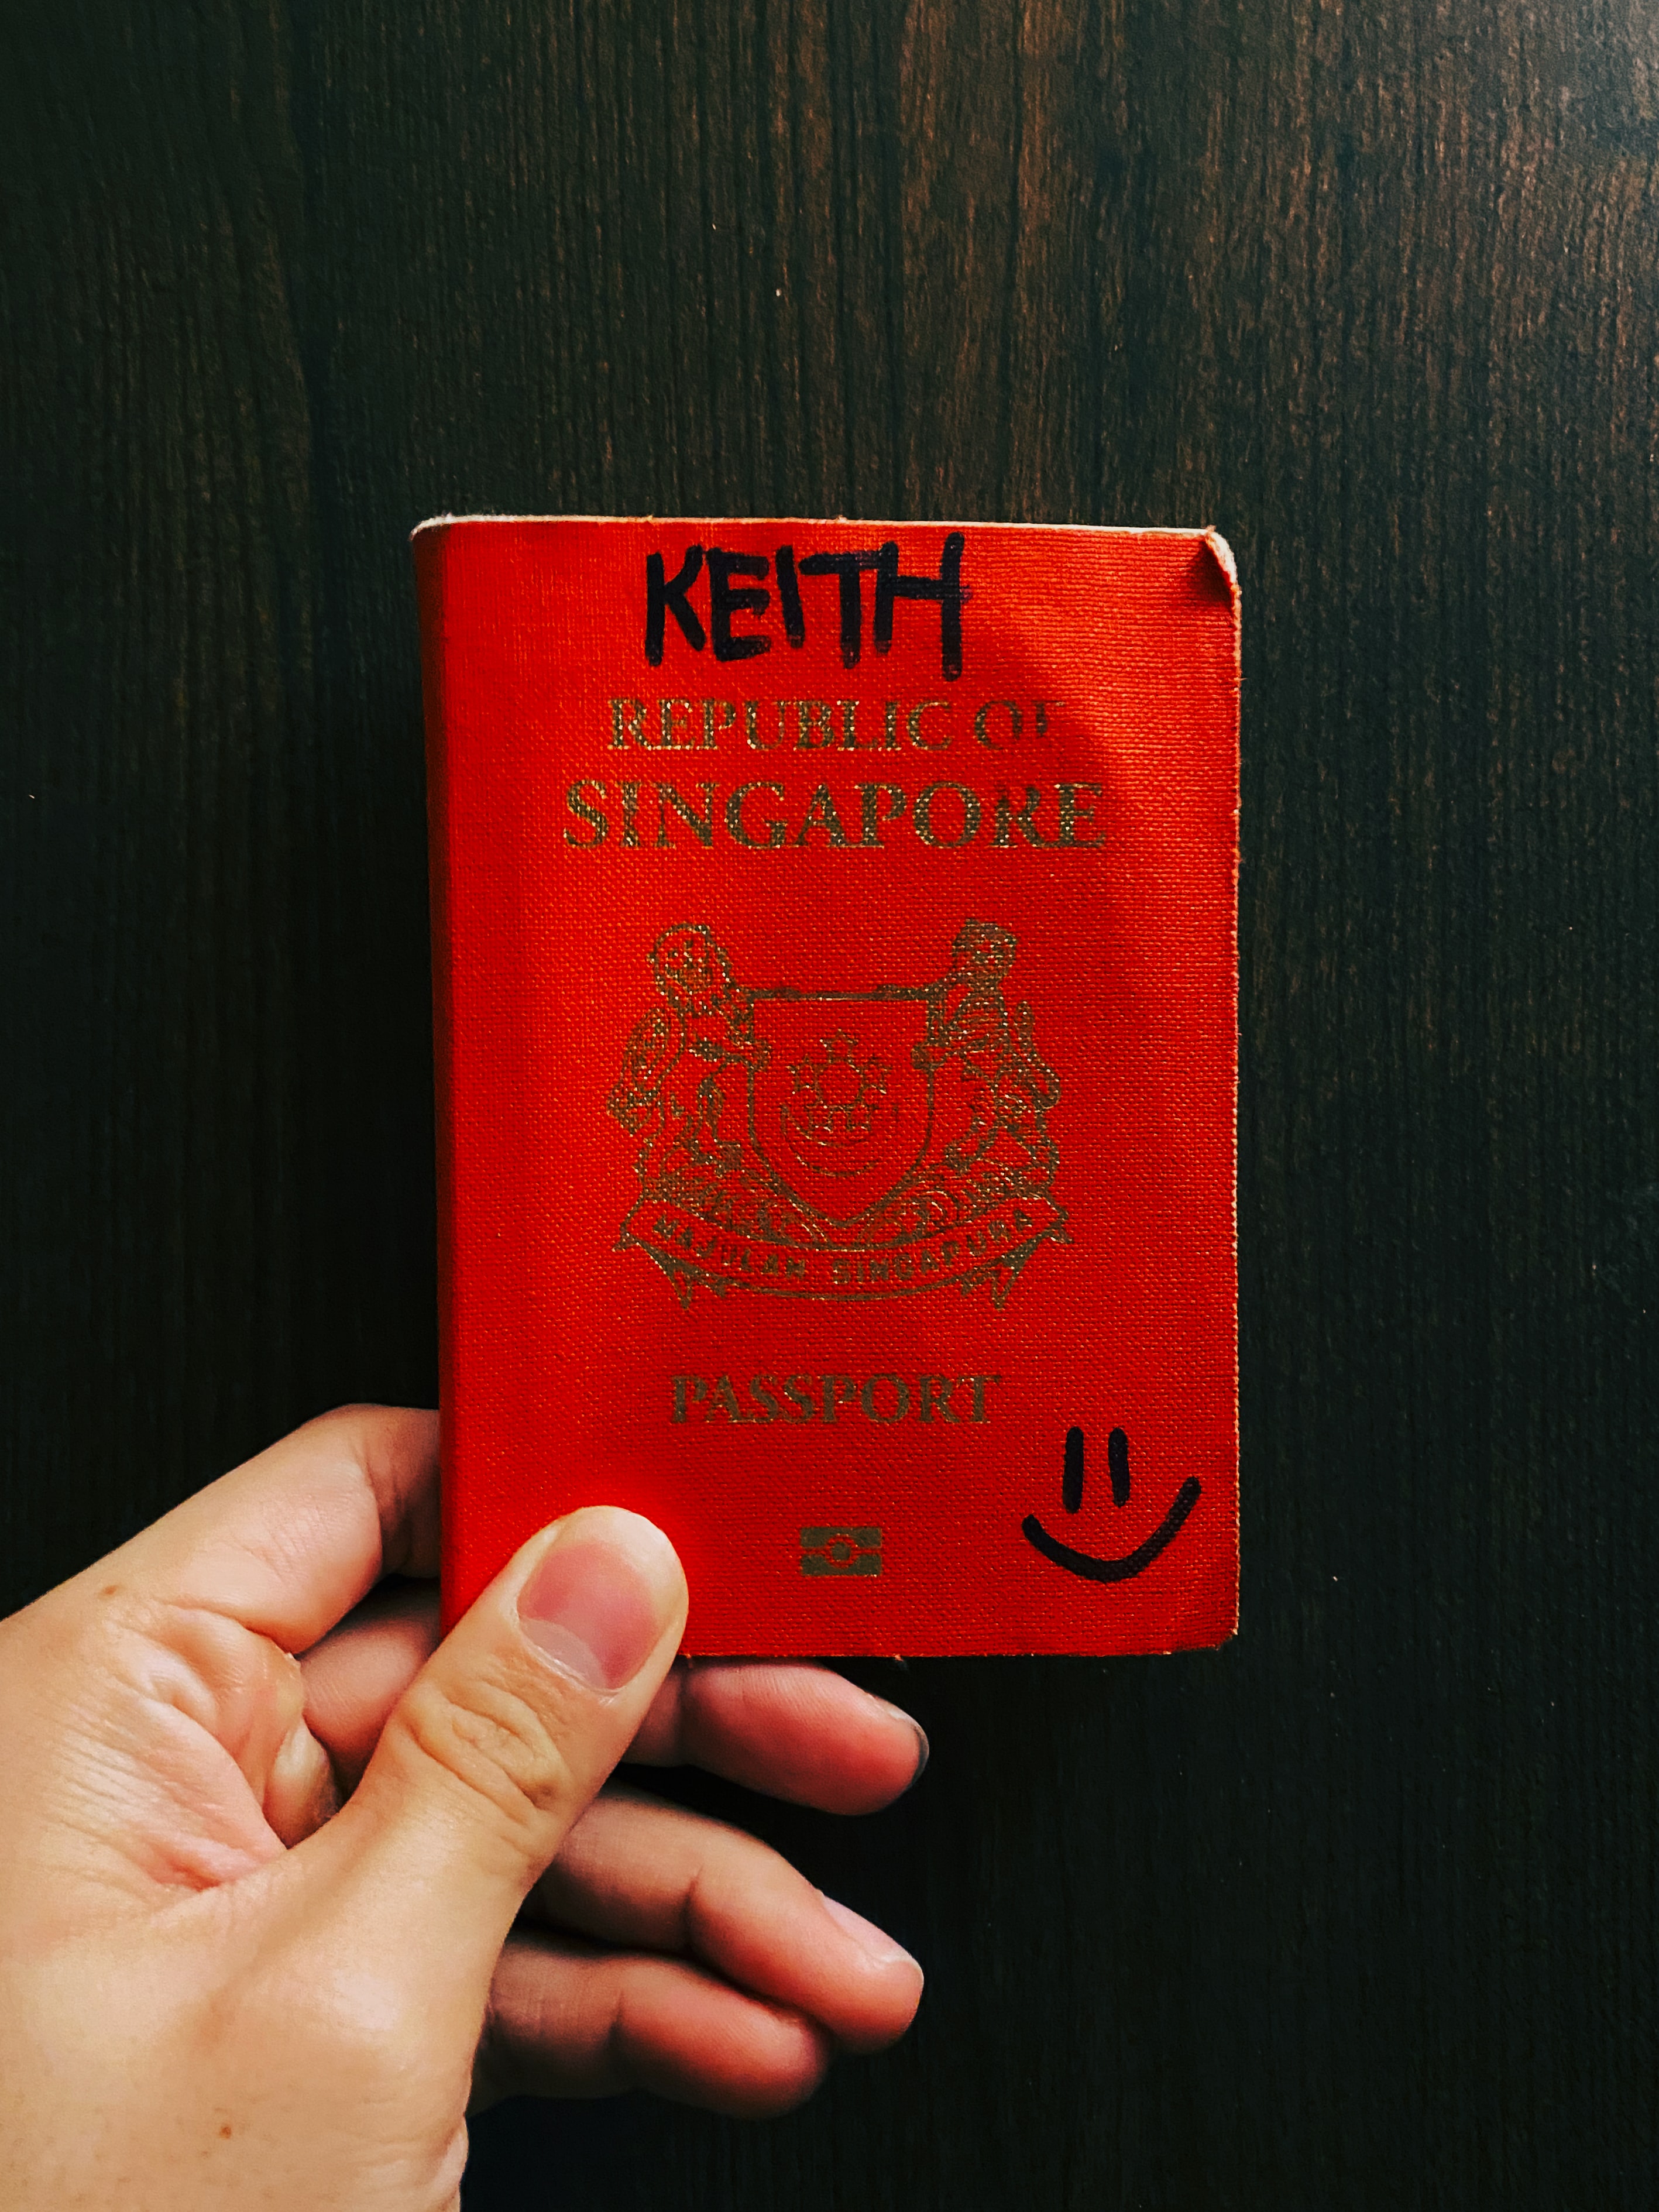 KEITH
REPUBLIC OF
SINGAPORE
MAJULAH SINGAPURA
PASSPORT